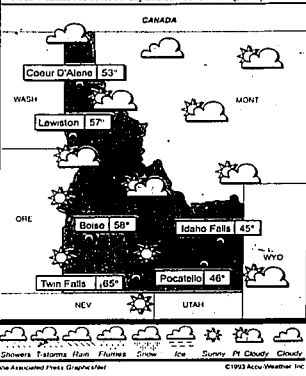 CANADA
Coeur D'Alene 53°
WASH
MONT
Lewiston 57°
ORE
Boise 58°
Idaho Falls 45°
WYO
Twin Falls 65°
Pocatello 46°
NEV
UTAH
Showers T-storms Rain Flurries Snow Ice Sunny Pt Cloudy Cloudy
Associated Press GraphicsNet
©1993 Accu-Weather, Inc.